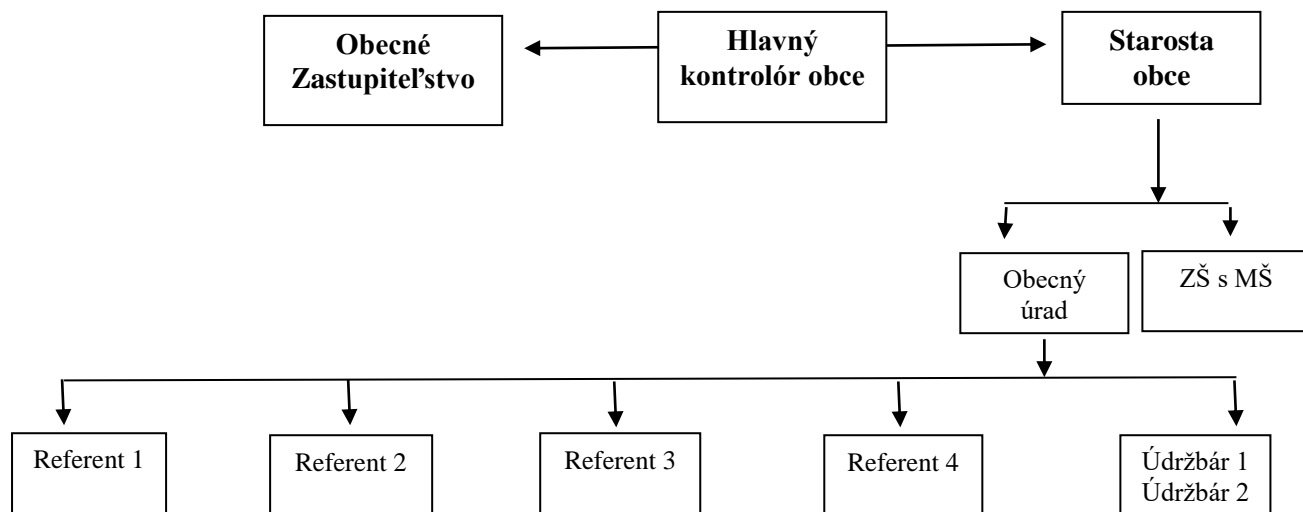 Obecné
Zastupiteľstvo
Hlavný
kontrolór obce
Starosta
obce
Obecný
úrad
ZŠ s MŠ
Referent 1
Referent 2
Referent 3
Referent 4
Údržbár 1
Údržbár 2